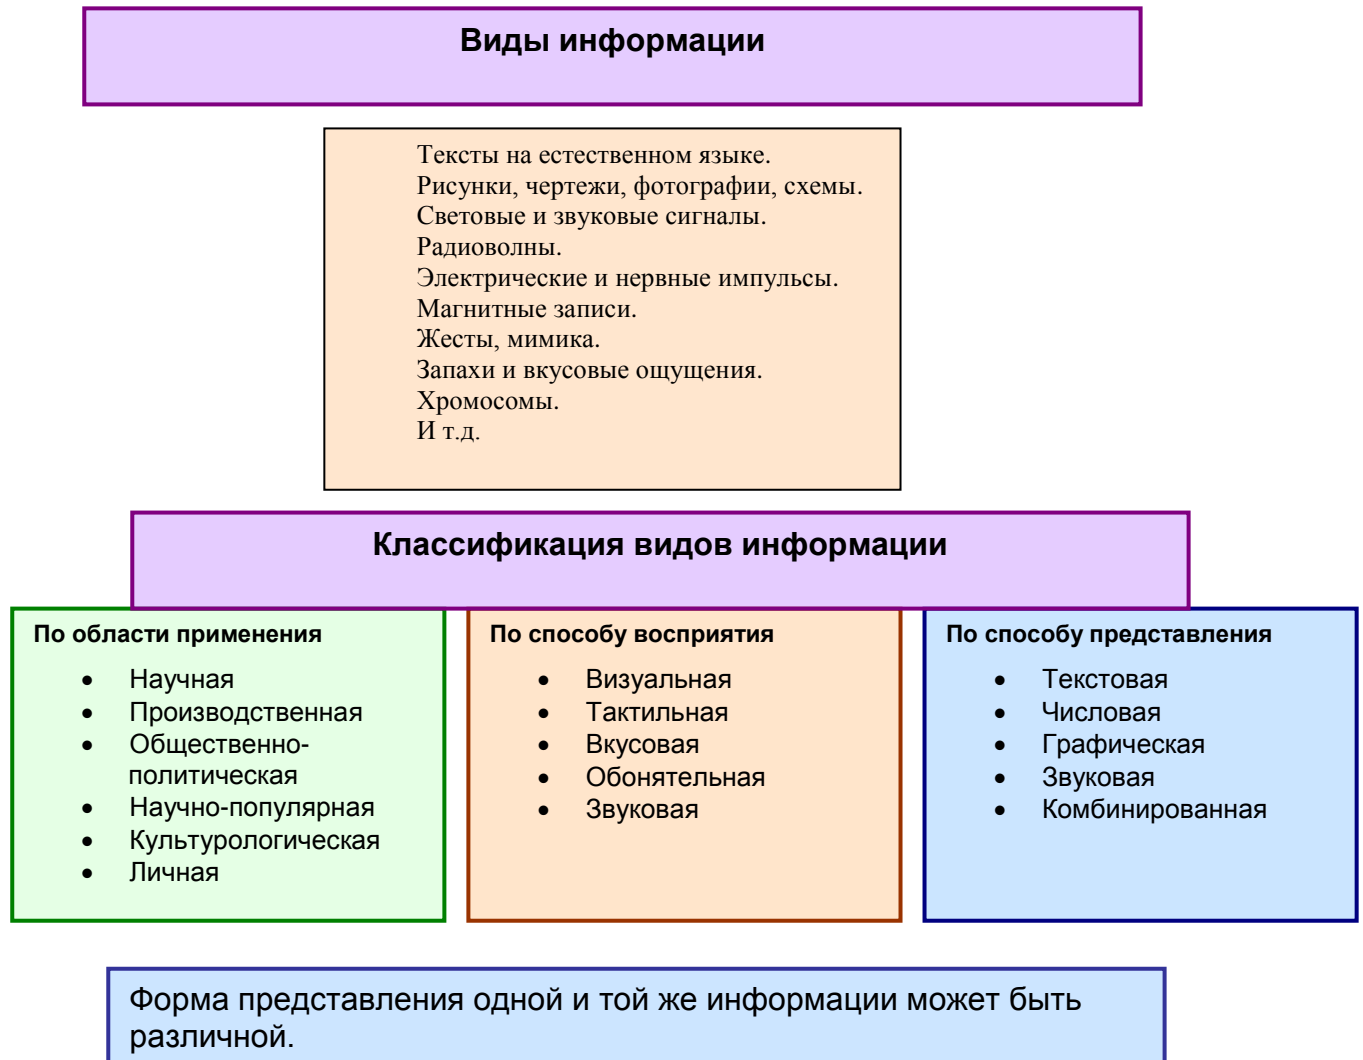 Виды информации
Тексты на естественном языке.
Рисунки, чертежи, фотографии, схемы.
Световые и звуковые сигналы.
Радиоволны.
Электрические и нервные импульсы.
Магнитные записи.
Жесты, мимика.
Запахи и вкусовые ощущения.
Хромосомы.
И т.д.
Классификация видов информации
По области применения
• Научная
• Производственная
• Общественно-
политическая
• Научно-популярная
• Культурологическая
• Личная
По способу восприятия
• Визуальная
• Тактильная
• Вкусовая
• Обонятельная
• Звуковая
По способу представления
• Текстовая
• Числовая
• Графическая
• Звуковая
• Комбинированная
Форма представления одной и той же информации может быть
различной.